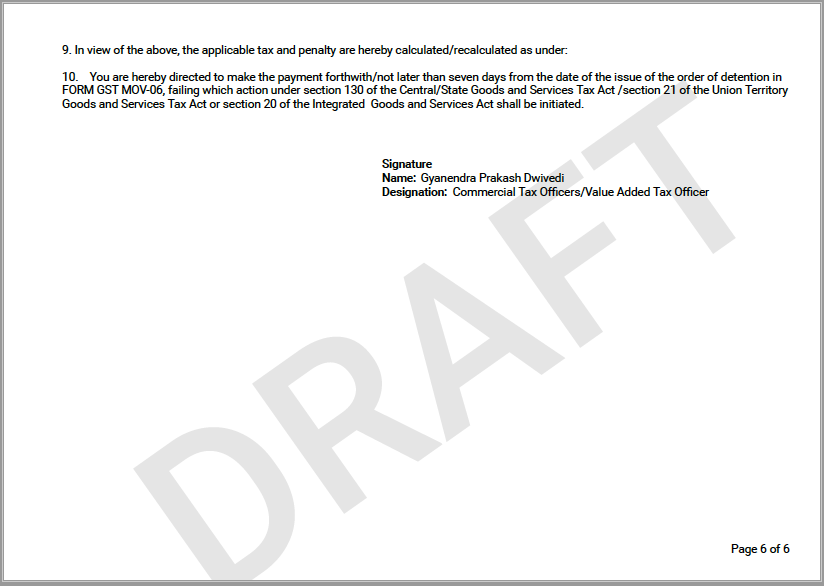 9. In view of the above, the applicable tax and penalty are hereby calculated/recalculated as under:
10. You are hereby directed to make the payment forthwith/not later than seven days from the date of the issue of the order of detention in
FORM GST MOV-06, failing which action under section 130 of the Central/State Goods and Services Tax Act /section 21 of the Union Territory
Goods and Services Tax Act or section 20 of the Integrated Goods and Services Act shall be initiated.
Signature
Name: Gyanendra Prakash Dwivedi
Designation: Commercial Tax Officers/Value Added Tax Officer
DRAFT
Page 6 of 6